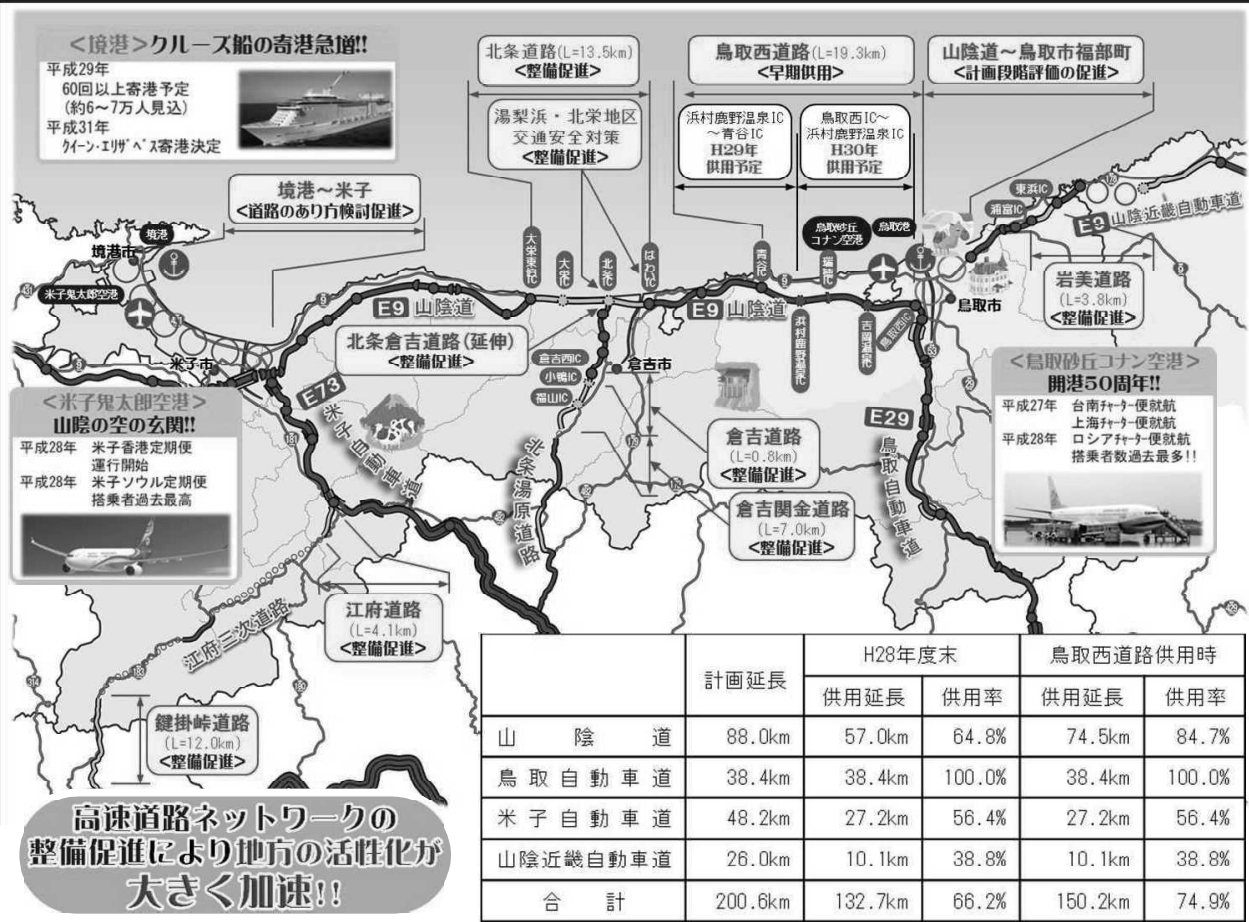 <境港>クルーズ船の寄港急増!!
平成29年
60回以上寄港予定
(約6~7万人見込)
平成31年
クイーン・エリザベス寄港決定
北条道路(L=13.5km)
<整備促進>
湯梨浜・北栄地区
交通安全対策
<整備促進>
鳥取西道路(L=19.3km)
<早期供用>
浜村鹿野温泉IC
~青谷IC
H29年
供用予定
鳥取西IC~
浜村鹿野温泉IC
H30年
供用予定
山陰道~鳥取市福部町
<計画段階評価の促進>
境港~米子
<道路のあり方検討促進>
境港
境港市
米子鬼太郎空港
米子市
大栄東伯IC
大栄IC
北条IC
はわいIC
青谷IC
瑞穂IC
鳥取砂丘
コナン空港
鳥取港
浦富IC
東浜IC
178
E9 山陰近畿自動車道
岩美道路
(L=3.8km)
<整備促進>
鳥取市
E9 山陰道
E9 山陰道
浜村鹿野温泉IC
吉岡温泉IC
鳥取西IC
北条倉吉道路(延伸)
<整備促進>
倉吉西IC
小鴨IC
福山IC
倉吉市
<米子鬼太郎空港>
山陰の空の玄関!!
平成28年 米子香港定期便
運行開始
平成28年 米子ソウル定期便
搭乗者過去最高
E73
米子自動車道
181
北条湯原道路
179
倉吉道路
(L=0.8km)
<整備促進>
倉吉関金道路
(L=7.0km)
<整備促進>
E29
鳥取自動車道
53
29
<鳥取砂丘コナン空港>
開港50周年!!
平成27年 台南チャーター便就航
上海チャーター便就航
平成28年 ロシアチャーター便就航
搭乗者数過去最多!!
江府道路
(L=4.1km)
<整備促進>
江府三次道路
183
314
180
鍵掛峠道路
(L=12.0km)
<整備促進>
高速道路ネットワークの
整備促進により地方の活性化が
大きく加速!!
計画延長 H28年度末 鳥取西道路供用時
供用延長 供用率 供用延長 供用率
山陰道 88.0km 57.0km 64.8% 74.5km 84.7%
鳥取自動車道 38.4km 38.4km 100.0% 38.4km 100.0%
米子自動車道 48.2km 27.2km 56.4% 27.2km 56.4%
山陰近畿自動車道 26.0km 10.1km 38.8% 10.1km 38.8%
合計 200.6km 132.7km 66.2% 150.2km 74.9%